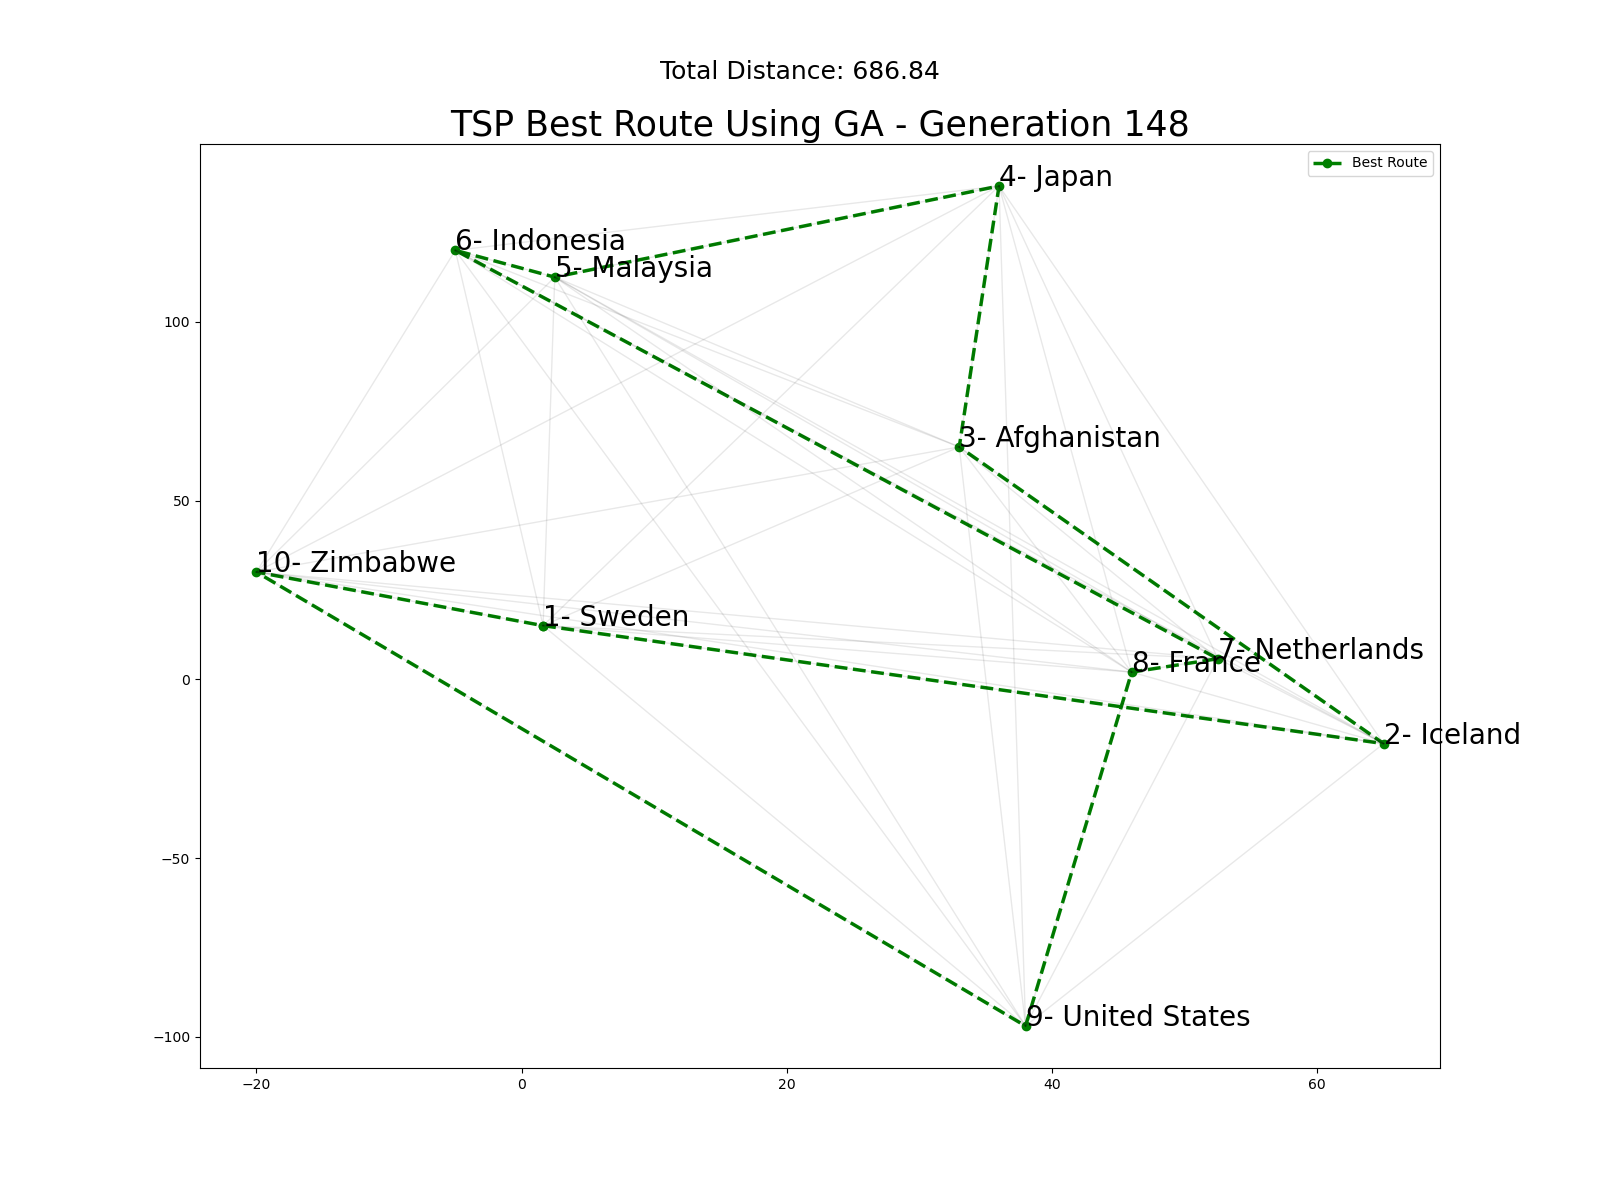 Total Distance: 686.84
TSP Best Route Using GA - Generation 148
Best Route
4- Japan
6- Indonesia
5- Malaysia
3- Afghanistan
10- Zimbabwe
1- Sweden
7- Netherlands
8- France
2- Iceland
9- United States
100
50
0
−50
−100
−20
0
20
40
60